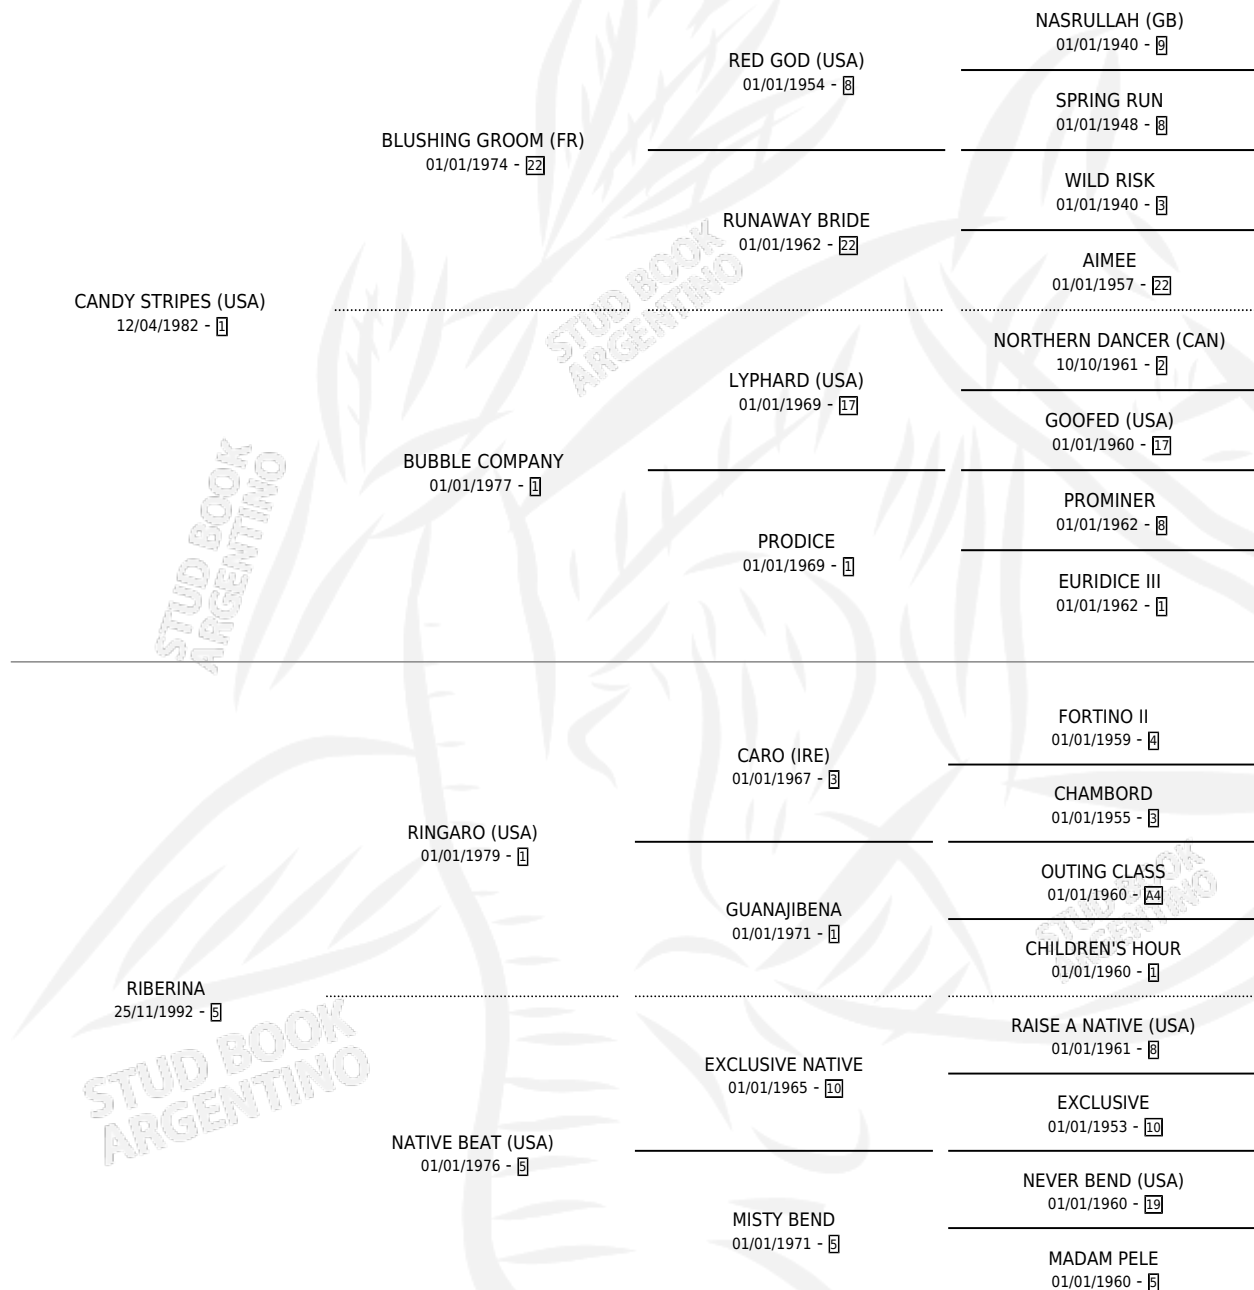 NASRULLAH (GB)
01/01/1940 - 9
RED GOD (USA)
01/01/1954 - 8
SPRING RUN
01/01/1948 - 8
BLUSHING GROOM (FR)
01/01/1974 - 22
WILD RISK
01/01/1940 - 3
RUNAWAY BRIDE
01/01/1962 - 22
AIMEE
01/01/1957 - 22
CANDY STRIPES (USA)
12/04/1982 - 1
NORTHERN DANCER (CAN)
10/10/1961 - 2
LYPHARD (USA)
01/01/1969 - 17
GOOFED (USA)
01/01/1960 - 17
BUBBLE COMPANY
01/01/1977 - 1
PROMINER
01/01/1962 - 8
PRODICE
01/01/1969 - 1
EURIDICE III
01/01/1962 - 1
FORTINO II
01/01/1959 - 4
CARO (IRE)
01/01/1967 - 3
CHAMBORD
01/01/1955 - 3
RINGARO (USA)
01/01/1979 - 1
OUTING CLASS
01/01/1960 - A4
GUANAJIBENA
01/01/1971 - 1
CHILDREN'S HOUR
01/01/1960 - 1
RIBERINA
25/11/1992 - 5
RAISE A NATIVE (USA)
01/01/1961 - 8
EXCLUSIVE NATIVE
01/01/1965 - 10
EXCLUSIVE
01/01/1953 - 10
NATIVE BEAT (USA)
01/01/1976 - 5
NEVER BEND (USA)
01/01/1960 - 19
MISTY BEND
01/01/1971 - 5
MADAM PELE
01/01/1960 - 5
STUD BOOK
ARGENTINO
STUD BOOK
ARGENTINO
STUD BOOK
ARGENTINO
STUD BOOK
ARGENTINO